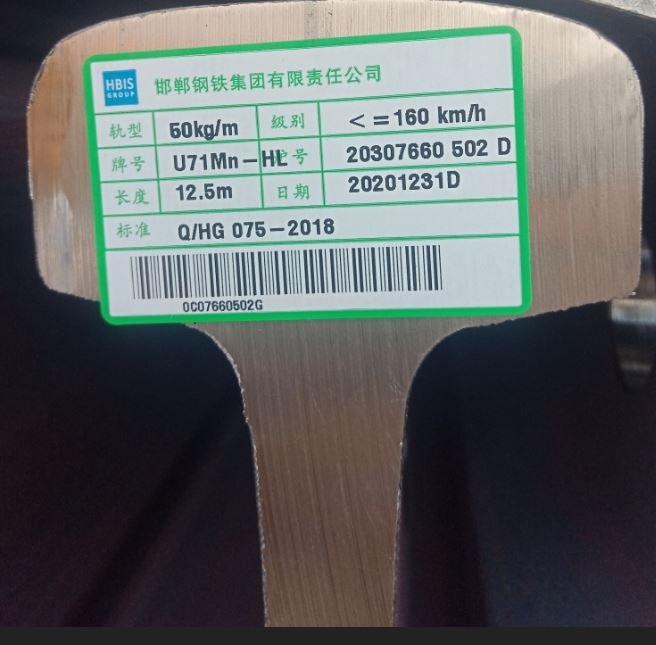 HBIS
GROUP
邯郸钢铁集团有限责任公司
轨型 50kg/m 级别 <=160 km/h
牌号 U71Mn-HL 号 20307660 502 D
长度 12.5m 日期 20201231D
标准 Q/HG 075-2018
0C07660502G